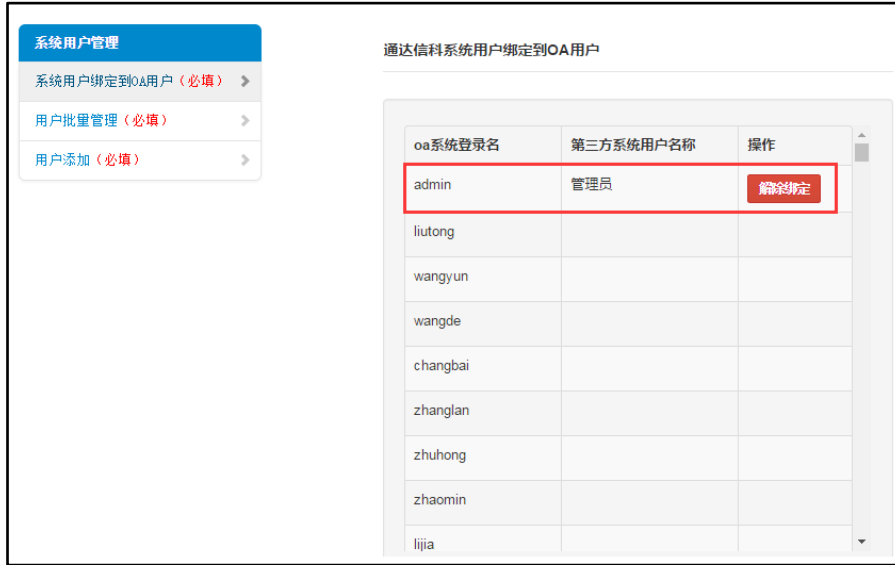 系统用户管理
系统用户绑定到OA用户（必填）
用户批量管理（必填）
用户添加（必填）
通达信科系统用户绑定到OA用户
oa系统登录名 第三方系统用户名称 操作
admin 管理员 解除绑定
liutong
wangyun
wangde
changbai
zhanglan
zhuhong
zhaomin
lijia